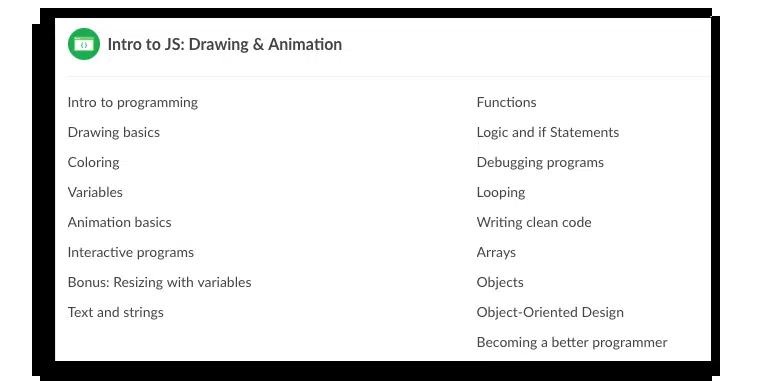 Intro to JS: Drawing & Animation
Intro to programming
Drawing basics
Coloring
Variables
Animation basics
Interactive programs
Bonus: Resizing with variables
Text and strings
Functions
Logic and if Statements
Debugging programs
Looping
Writing clean code
Arrays
Objects
Object-Oriented Design
Becoming a better programmer